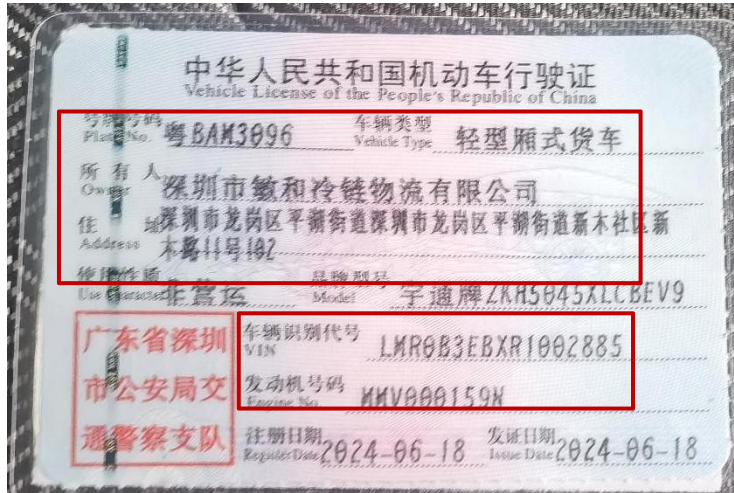 中华人民共和国机动车行驶证
Vehicle License of the People's Republic of China
号牌号码 Plate No. 粤BAM3096 车辆类型 Vehicle Type 轻型厢式货车
所有人 Owner 深圳市敏和冷链物流有限公司
住址 Address 深圳市龙岗区平湖街道深圳市龙岗区平湖街道新木社区新
木路11号102
使用性质 Use Character 非营运 品牌型号 Model 宇通牌ZKH5045XLCBEV9
广东省深圳
市公安局交
通警察支队
车辆识别代号 VIN LMR0B3EBXR1002885
发动机号码 Engine No. MMV000159N
注册日期 Register Date 2024-06-18 发证日期 Issue Date 2024-06-18